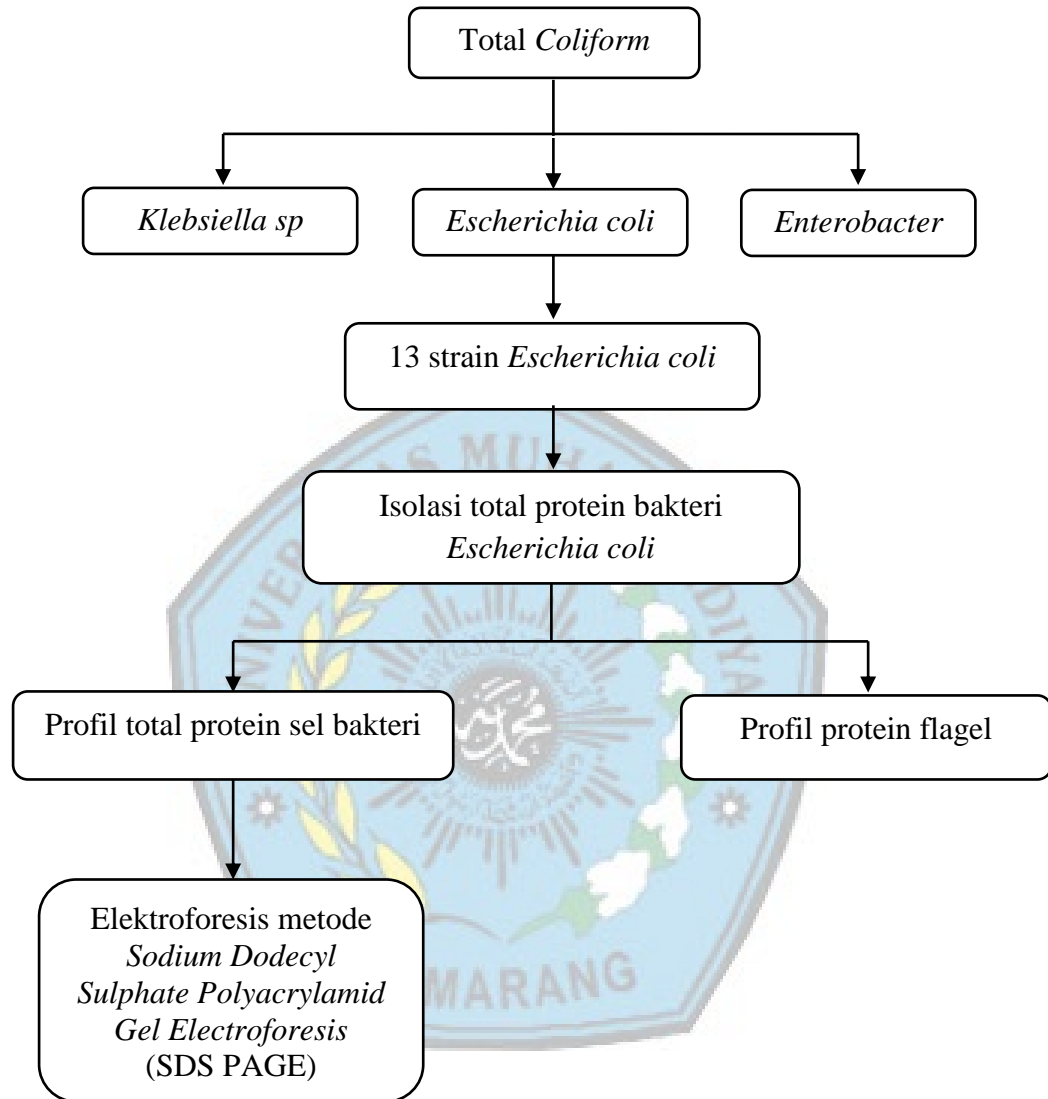 Total Coliform
Klebsiella sp
Escherichia coli
Enterobacter
13 strain Escherichia coli
Isolasi total protein bakteri
Escherichia coli
Profil total protein sel bakteri
Profil protein flagel
Elektroforesis metode
Sodium Dodecyl
Sulphate Polyacrylamid
Gel Electroforesis
(SDS PAGE)
MARANG